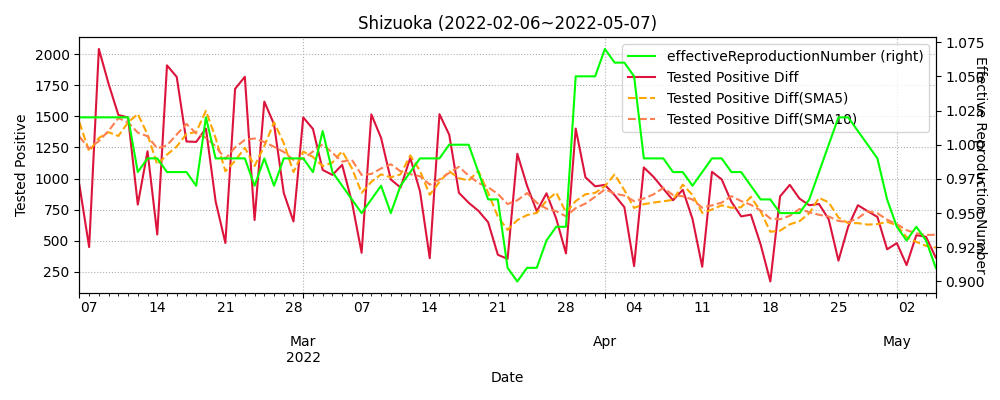 Shizuoka (2022-02-06~2022-05-07)
effectiveReproductionNumber (right)
Tested Positive Diff
Tested Positive Diff(SMA5)
Tested Positive Diff(SMA10)
Tested Positive
2000
1750
1500
1250
1000
750
500
250
1.075
1.050
1.025
1.000
0.975
0.950
0.925
0.900
Effective Reproduction Number
07 14 21 28 07 14 21 28 04 11 18 25 02
Mar Apr May
2022
Date